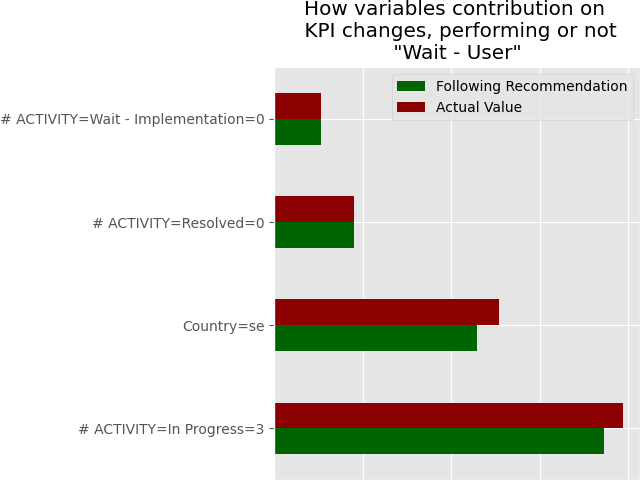 How variables contribution on
KPI changes, performing or not
"Wait - User"
Following Recommendation
Actual Value
# ACTIVITY=Wait - Implementation=0
# ACTIVITY=Resolved=0
Country=se
# ACTIVITY=In Progress=3